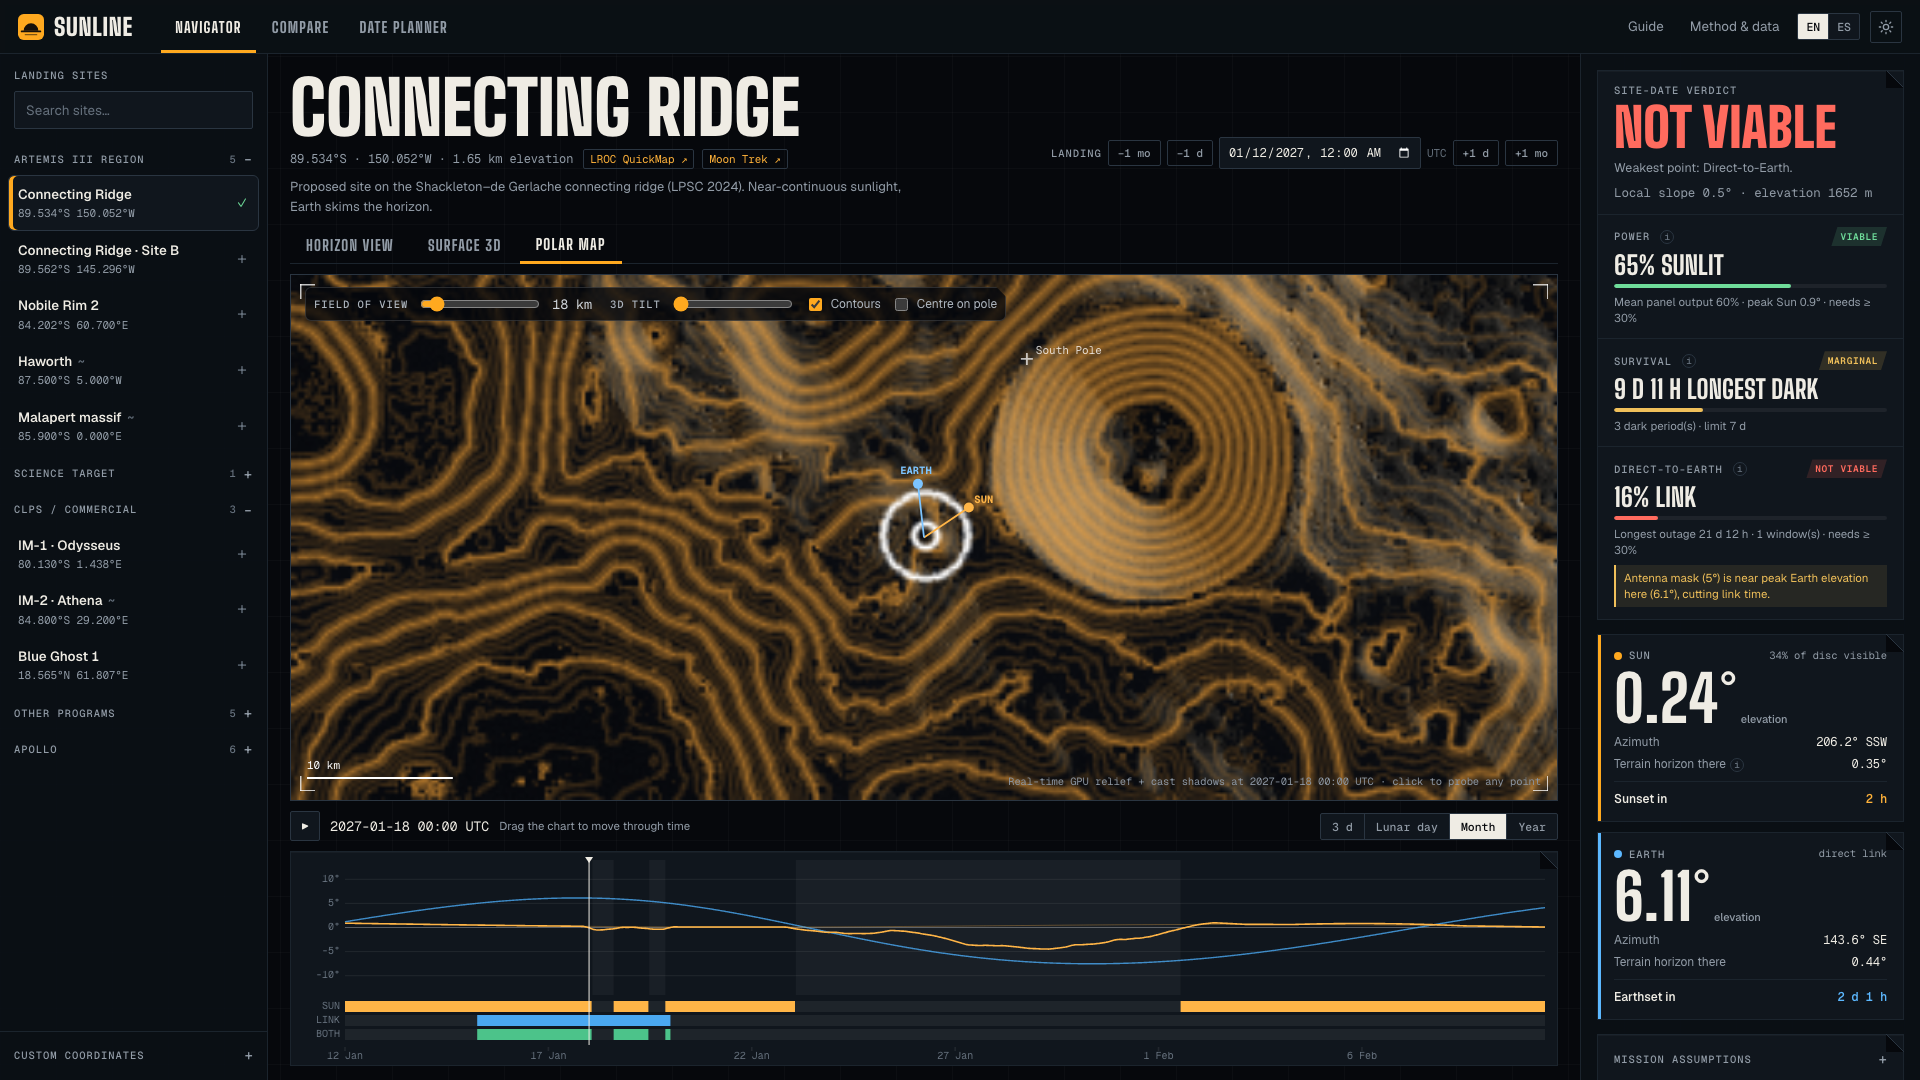 SUNLINE
NAVIGATOR
COMPARE
DATE PLANNER
Guide
Method & data
EN
ES
LANDING SITES
Search sites…
ARTEMIS III REGION 5 −
Connecting Ridge
89.534°S 150.052°W ✓
Connecting Ridge · Site B
89.562°S 145.296°W +
Nobile Rim 2
84.202°S 60.700°E +
Haworth ~
87.500°S 5.000°W +
Malapert massif ~
85.900°S 0.000°E +
SCIENCE TARGET 1 +
CLPS / COMMERCIAL 3 −
IM-1 · Odysseus
80.130°S 1.438°E +
IM-2 · Athena ~
84.800°S 29.200°E +
Blue Ghost 1
18.565°N 61.807°E +
OTHER PROGRAMS 5 +
APOLLO 6 +
CUSTOM COORDINATES +
CONNECTING RIDGE
89.534°S · 150.052°W · 1.65 km elevation LROC QuickMap ↗ Moon Trek ↗
LANDING −1 mo −1 d 01/12/2027, 12:00 AM UTC +1 d +1 mo
Proposed site on the Shackleton–de Gerlache connecting ridge (LPSC 2024). Near-continuous sunlight,
Earth skims the horizon.
HORIZON VIEW
SURFACE 3D
POLAR MAP
FIELD OF VIEW 18 km 3D TILT Contours Centre on pole
South Pole
EARTH
SUN
10 km
Real-time GPU relief + cast shadows at 2027-01-18 00:00 UTC · click to probe any point
2027-01-18 00:00 UTC Drag the chart to move through time
3 d Lunar day Month Year
10°
5°
0°
−5°
−10°
SUN
LINK
BOTH
12 Jan 17 Jan 22 Jan 27 Jan 1 Feb 6 Feb
SITE-DATE VERDICT
NOT VIABLE
Weakest point: Direct-to-Earth.
Local slope 0.5° · elevation 1652 m
POWER i VIABLE
65% SUNLIT
Mean panel output 60% · peak Sun 0.9° · needs ≥
30%
SURVIVAL i MARGINAL
9 D 11 H LONGEST DARK
3 dark period(s) · limit 7 d
DIRECT-TO-EARTH i NOT VIABLE
16% LINK
Longest outage 21 d 12 h · 1 window(s) · needs ≥
30%
Antenna mask (5°) is near peak Earth elevation
here (6.1°), cutting link time.
SUN 34% of disc visible
0.24° elevation
Azimuth 206.2° SSW
Terrain horizon there i 0.35°
Sunset in 2 h
EARTH direct link
6.11° elevation
Azimuth 143.6° SE
Terrain horizon there 0.44°
Earthset in 2 d 1 h
MISSION ASSUMPTIONS +